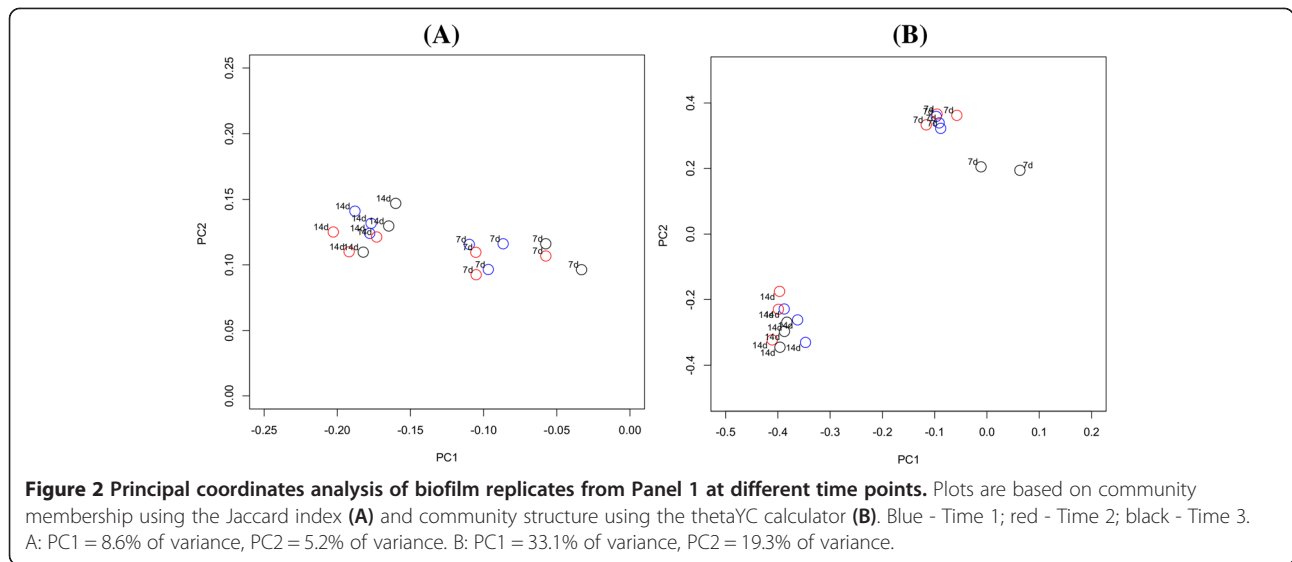 (A)
(B)
0.25
0.20
0.15
0.10
0.05
0.00
PC2
14d
14d
14d
14d
14d
14d
14d
14d14d
7d
7d
7d
7d
7d
7d
7d
7d
-0.25
-0.20
-0.15
-0.10
-0.05
0.00
PC1
0.4
0.2
0.0
-0.2
-0.4
PC2
7d
7d
7d
7d
7d
7d
14d
14d
14d
14d
14d
14d
14d
-0.5
-0.4
-0.3
-0.2
-0.1
0.0
0.1
0.2
PC1
Figure 2 Principal coordinates analysis of biofilm replicates from Panel 1 at different time points. Plots are based on community
membership using the Jaccard index (A) and community structure using the thetaYC calculator (B). Blue - Time 1; red - Time 2; black - Time 3.
A: PC1 = 8.6% of variance, PC2 = 5.2% of variance. B: PC1 = 33.1% of variance, PC2 = 19.3% of variance.